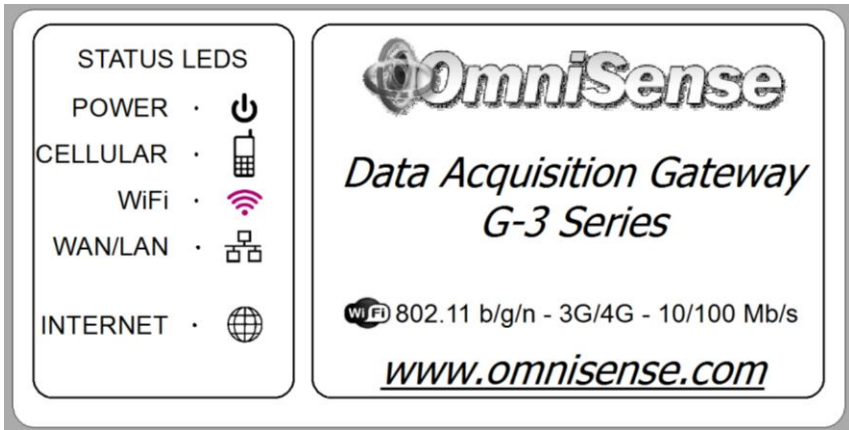 STATUS LEDS
POWER ·
CELLULAR ·
WiFi ·
WAN/LAN ·
INTERNET ·
OmniSense
Data Acquisition Gateway
G-3 Series
WiFi 802.11 b/g/n - 3G/4G - 10/100 Mb/s
www.omnisense.com